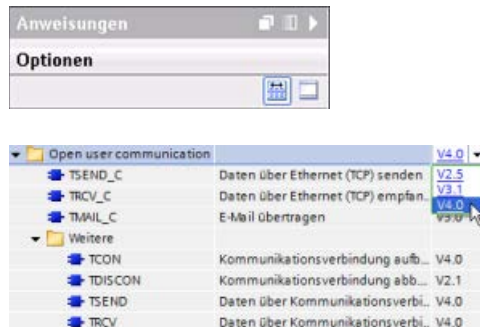 Anweisungen
Optionen
Open user communication V4.0
TSEND_C Daten über Ethernet (TCP) senden V2.5
TRCV_C Daten über Ethernet (TCP) empfan... V3.1
V4.0
TMAIL_C E-Mail übertragen V3.0
Weitere
TCON Kommunikationsverbindung aufb... V4.0
TDISCON Kommunikationsverbindung abb... V2.1
TSEND Daten über Kommunikationsverbi... V4.0
TRCV Daten über Kommunikationsverbi... V4.0